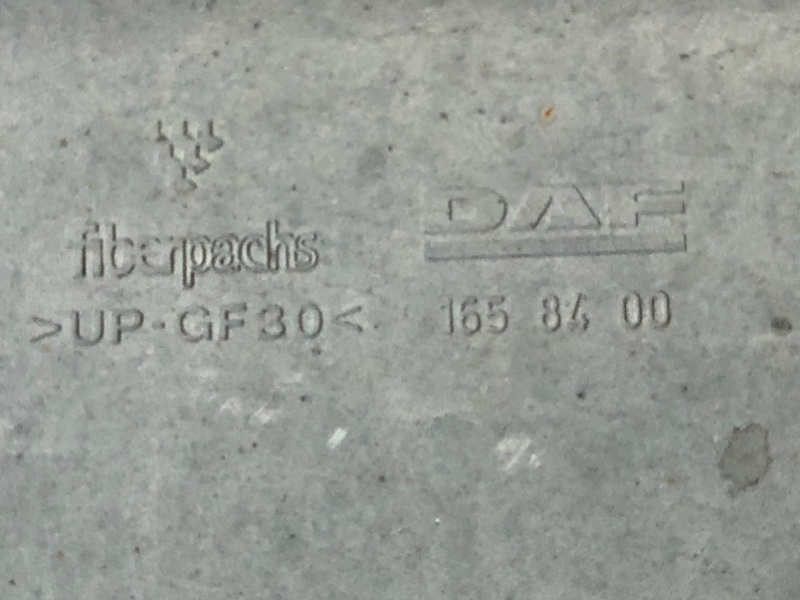 fiberpachs
>UP-GF30<
DAF
165 84 00